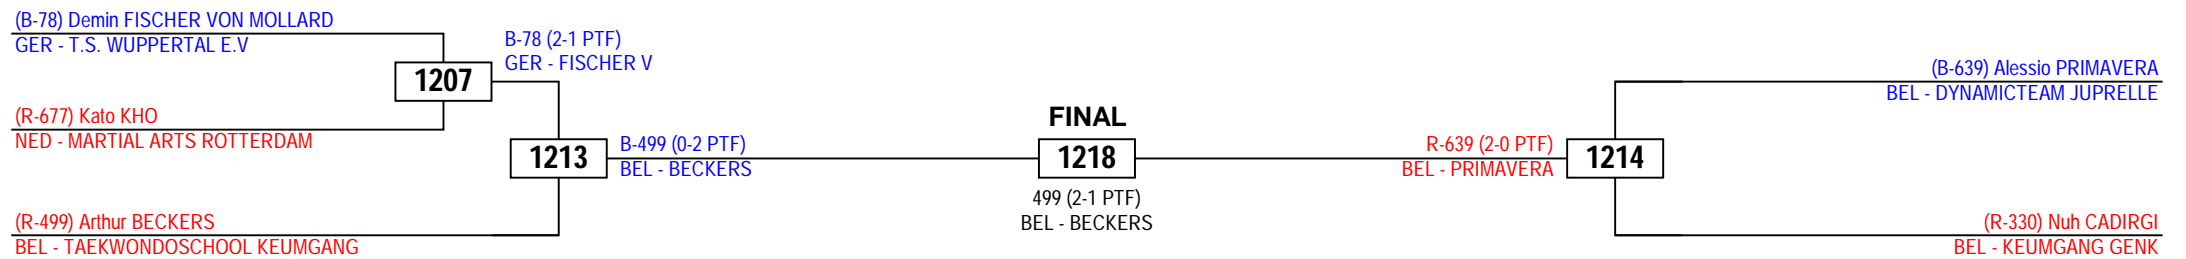 (B-78) Demin FISCHER VON MOLLARD
GER - T.S. WUPPERTAL E.V
B-78 (2-1 PTF)
GER - FISCHER V
1207
(R-677) Kato KHO
NED - MARTIAL ARTS ROTTERDAM
1213
B-499 (0-2 PTF)
BEL - BECKERS
(R-499) Arthur BECKERS
BEL - TAEKWONDOSCHOOL KEUMGANG
FINAL
1218
499 (2-1 PTF)
BEL - BECKERS
(B-639) Alessio PRIMAVERA
BEL - DYNAMICTEAM JUPRELLE
R-639 (2-0 PTF)
BEL - PRIMAVERA
1214
(R-330) Nuh CADIRGI
BEL - KEUMGANG GENK